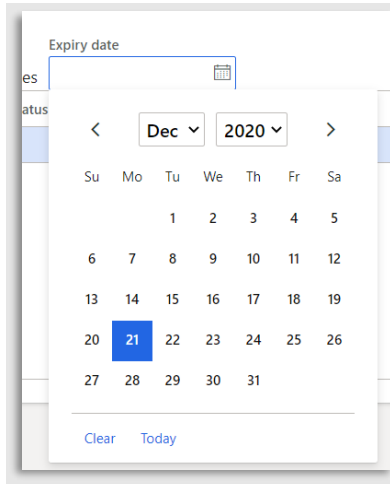 Expiry date
es
atus
Dec 2020
Su Mo Tu We Th Fr Sa
1 2 3 4 5
6 7 8 9 10 11 12
13 14 15 16 17 18 19
20 21 22 23 24 25 26
27 28 29 30 31
Clear Today